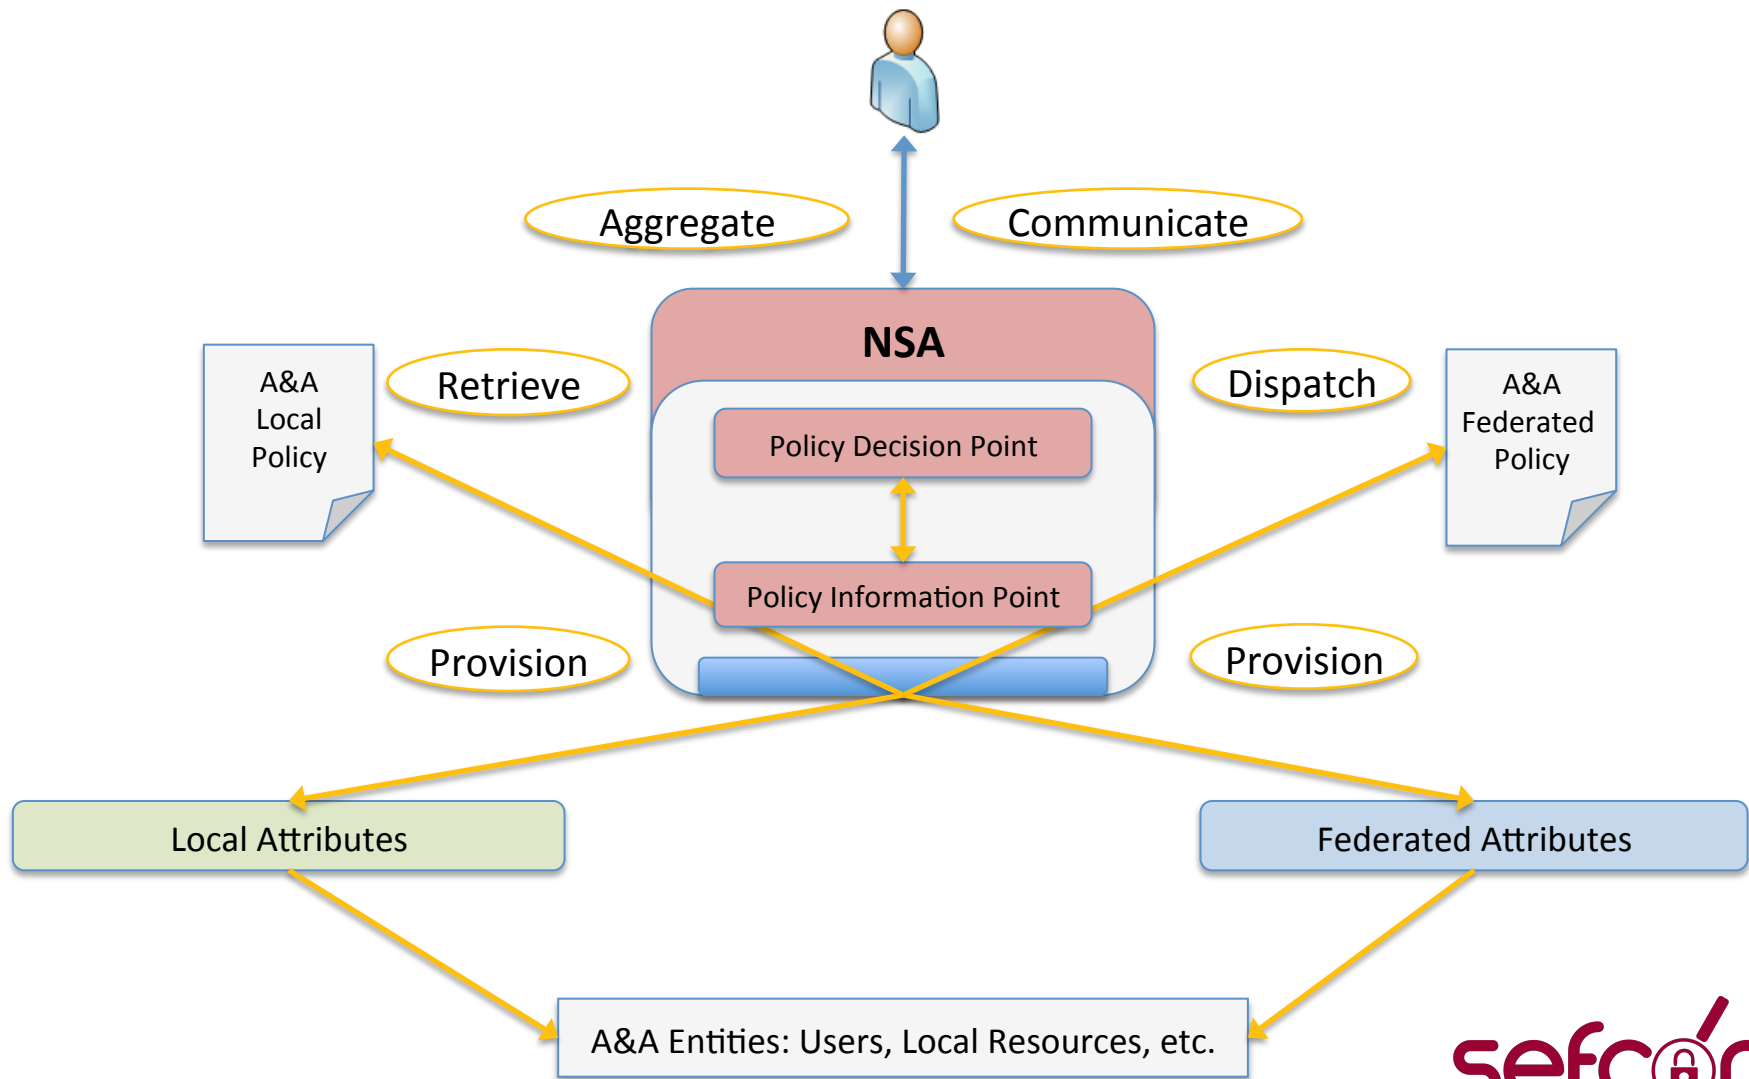 Aggregate
Communicate
NSA
A&A
Local
Policy
Retrieve
Dispatch
A&A
Federated
Policy
Policy Decision Point
Policy Information Point
Provision
Provision
Local Attributes
Federated Attributes
A&A Entities: Users, Local Resources, etc.